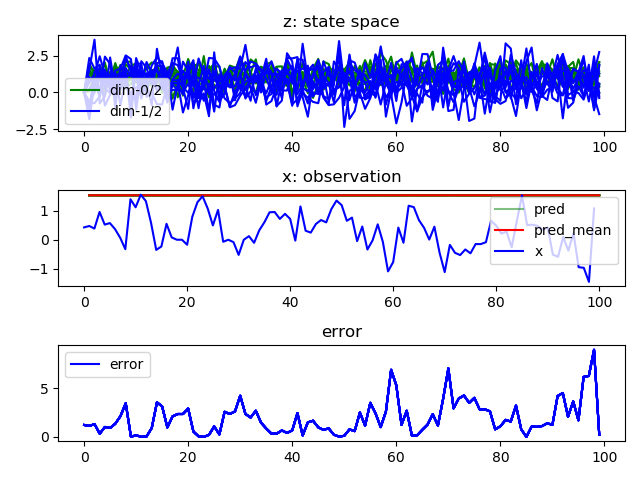 z: state space
2.5
0.0
−2.5
dim-0/2
dim-1/2
0 20 40 60 80 100
x: observation
1
0
−1
pred
pred_mean
x
0 20 40 60 80 100
error
5
0
error
0 20 40 60 80 100